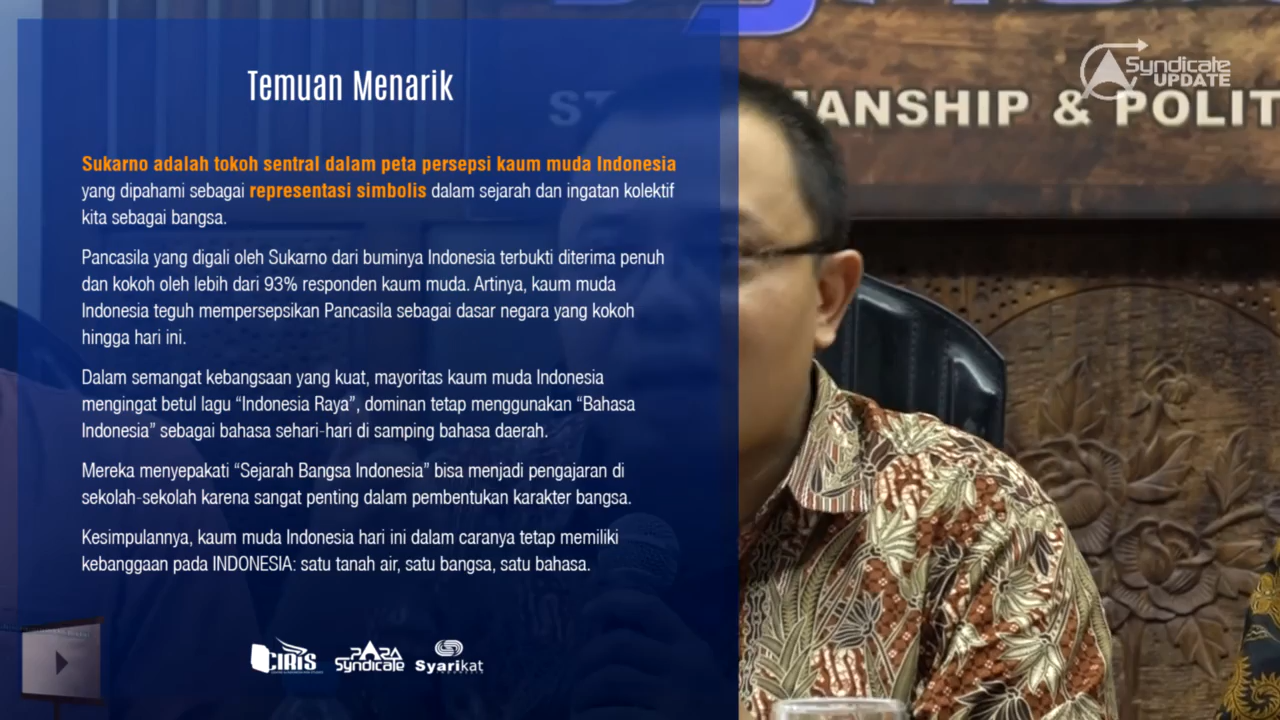 Syndicate
UPDATE
MANSHIP & POLIT
Temuan Menarik
Sukarno adalah tokoh sentral dalam peta persepsi kaum muda Indonesia
yang dipahami sebagai representasi simbolis dalam sejarah dan ingatan kolektif
kita sebagai bangsa.
Pancasila yang digali oleh Sukarno dari buminya Indonesia terbukti diterima penuh
dan kokoh oleh lebih dari 93% responden kaum muda. Artinya, kaum muda
Indonesia teguh mempersepsikan Pancasila sebagai dasar negara yang kokoh
hingga hari ini.
Dalam semangat kebangsaan yang kuat, mayoritas kaum muda Indonesia
mengingat betul lagu “Indonesia Raya”, dominan tetap menggunakan “Bahasa
Indonesia” sebagai bahasa sehari-hari di samping bahasa daerah.
Mereka menyepakati “Sejarah Bangsa Indonesia” bisa menjadi pengajaran di
sekolah-sekolah karena sangat penting dalam pembentukan karakter bangsa.
Kesimpulannya, kaum muda Indonesia hari ini dalam caranya tetap memiliki
kebanggaan pada INDONESIA: satu tanah air, satu bangsa, satu bahasa.
CIRIS
PARA
Syndicate
Syarikat